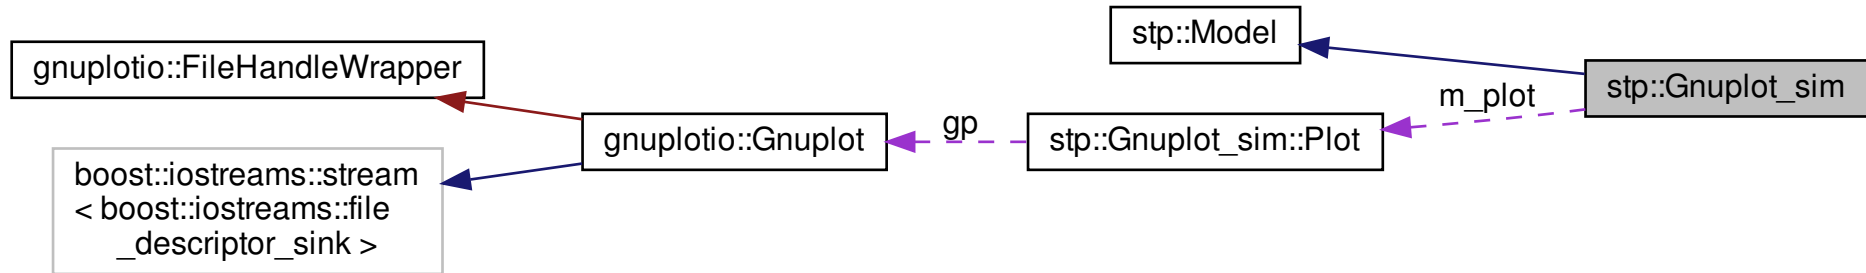 stp::Model
gnuplotio::FileHandleWrapper
stp::Gnuplot_sim
m_plot
gp
gnuplotio::Gnuplot
stp::Gnuplot_sim::Plot
boost::iostreams::stream
< boost::iostreams::file
_descriptor_sink >